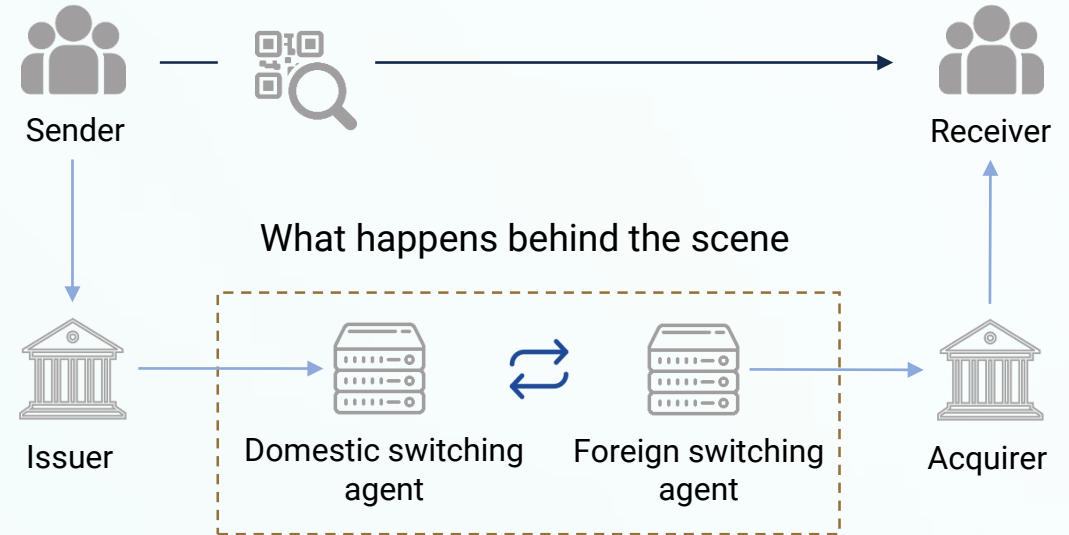 Sender
Receiver
What happens behind the scene
Issuer
Domestic switching
agent
Foreign switching
agent
Acquirer